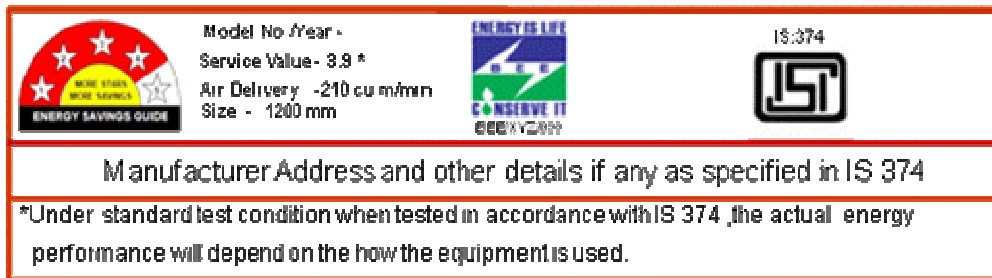 MORE STARS
MORE SAVINGS
ENERGY SAVINGS GUIDE
Model No /Year -
Service Value - 3.9 *
Air Delivery -210 cu m/min
Size - 1200 mm
ENERGY IS LIFE
BEE
CONSERVE IT
IS:374
ISI
Manufacturer Address and other details if any as specified in IS 374
*Under standard test condition when tested in accordance with IS 374 ,the actual energy
performance will depend on the how the equipment is used.